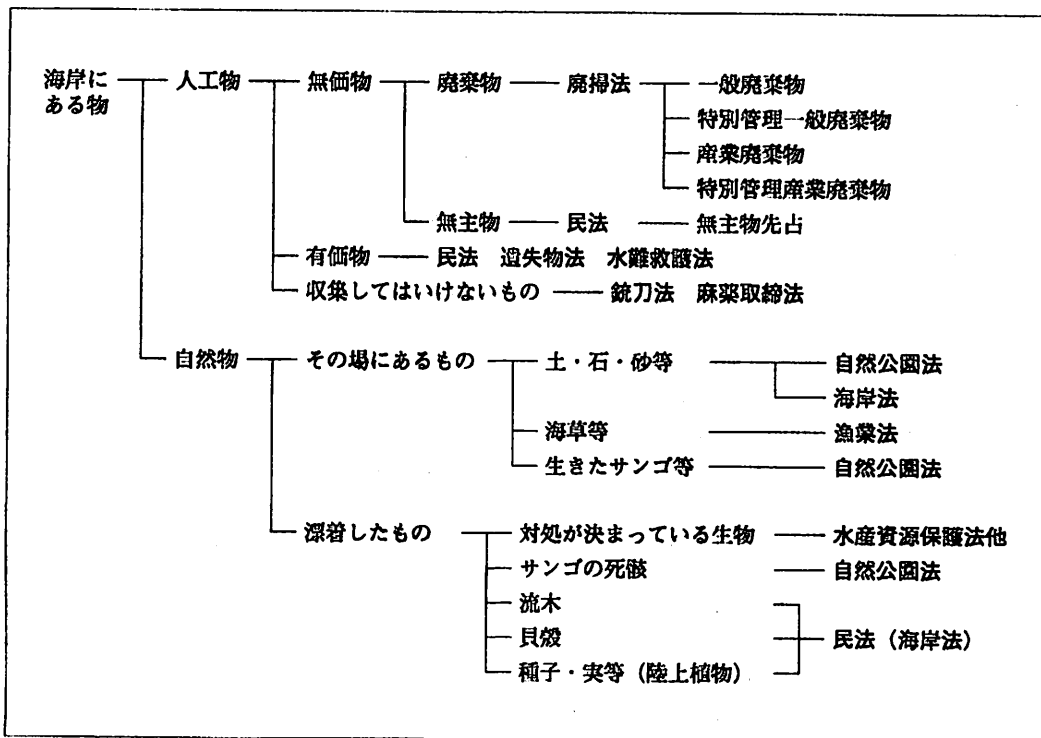 海岸に 人工物 無価物 廃棄物 廃掃法 一般廃棄物
ある物
特別管理一般廃棄物
産業廃棄物
特別管理産業廃棄物
無主物 民法 無主物先占
有価物 民法 遺失物法 水難救護法
収集してはいけないもの 銃刀法 麻薬取締法
自然物 その場にあるもの 土・石・砂等 自然公園法
海岸法
海草等 漁業法
生きたサンゴ等 自然公園法
漂着したもの 対処が決まっている生物 水産資源保護法他
サンゴの死骸 自然公園法
流木
貝殻 民法（海岸法）
種子・実等（陸上植物）